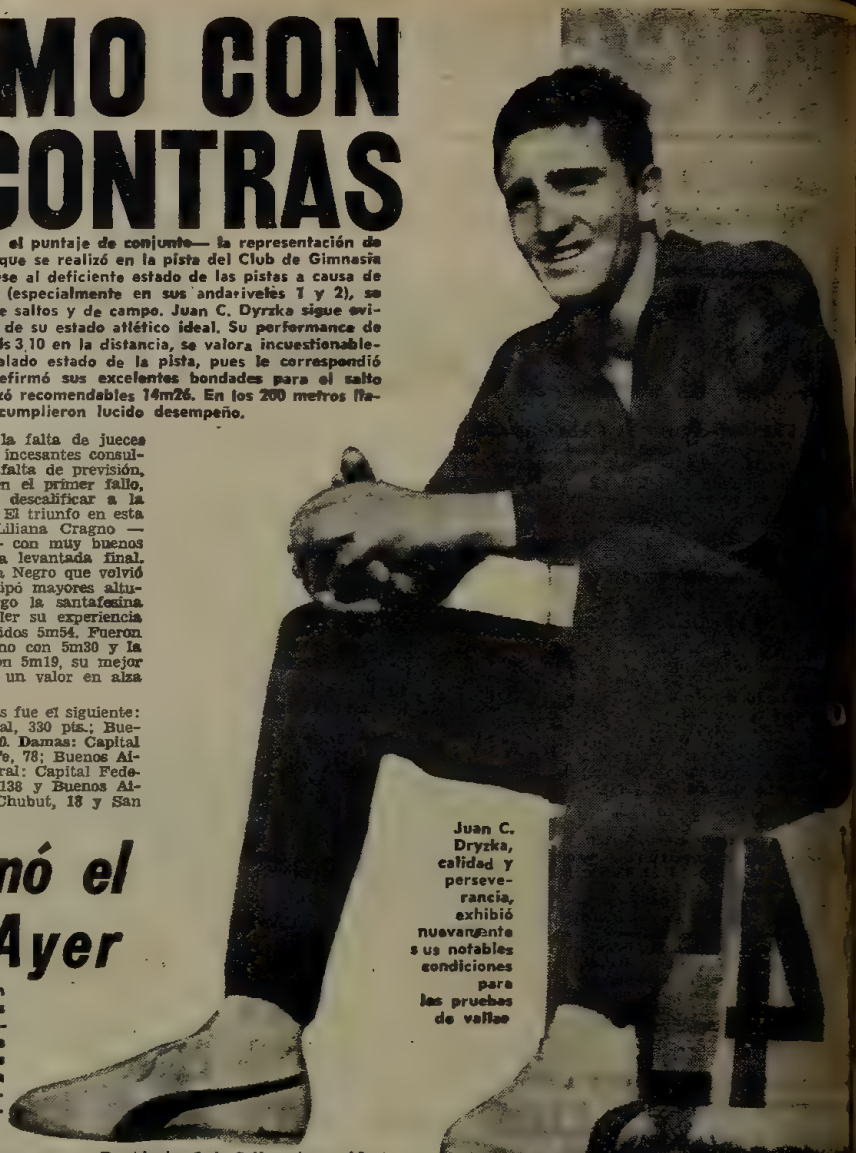 MO CON
CONTRAS
el puntaje de conjunto— la representación de
que se realizó en la pista del Club de Gimnasia
ese al deficiente estado de las pistas a causa de
(especialmente en sus andariveles 1 y 2), se
e saltos y de campo. Juan C. Dyrzka sigue evi-
de su estado atlético ideal. Su performance de
ls 3,10 en la distancia, se valora incuestionable-
alado estado de la pista, pues le correspondió
efirmó sus excelentes bondades para el salto
zó recomendables 14m26. En los 200 metros lla-
cumplieron lucido desempeño.
la falta de jueces
incesantes consul-
falta de previsión,
n el primer fallo,
descalificar a la
El triunfo en esta
Liliana Cragno —
- con muy buenos
a levantada final.
a Negro que volvió
ipó mayores altu-
go la santafesina
ler su experiencia
idos 5m54. Fueron
no con 5m30 y la
on 5m19, su mejor
un valor en alza
s fue el siguiente:
al, 330 pts.; Bue-
0. Damas: Capital
Fe, 78; Buenos Ai-
ral: Capital Fede-
138 y Buenos Ai-
Chubut, 18 y San
nó el
Ayer
Juan C.
Dryzka,
calidad y
perseve-
rancia,
exhibió
nuevamente
sus notables
condiciones
para
las pruebas
de vallas